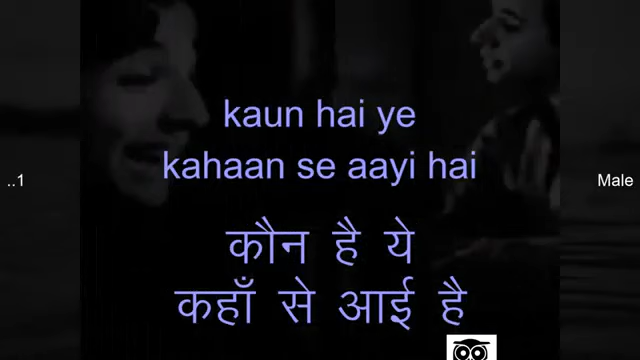 kaun hai ye
kahaan se aayi hai
..1
Male
कौन है ये
कहाँ से आई है